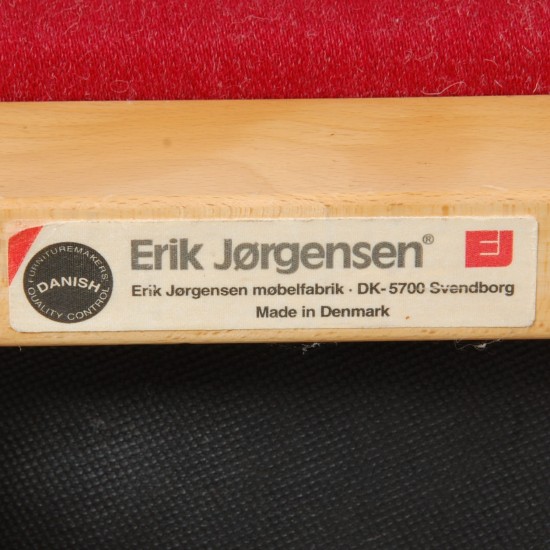 Erik Jørgensen®
EJ
Erik Jørgensen møbelfabrik · DK-5700 Svendborg
Made in Denmark
FURNITUREMAKERS'
DANISH
QUALITY CONTROL